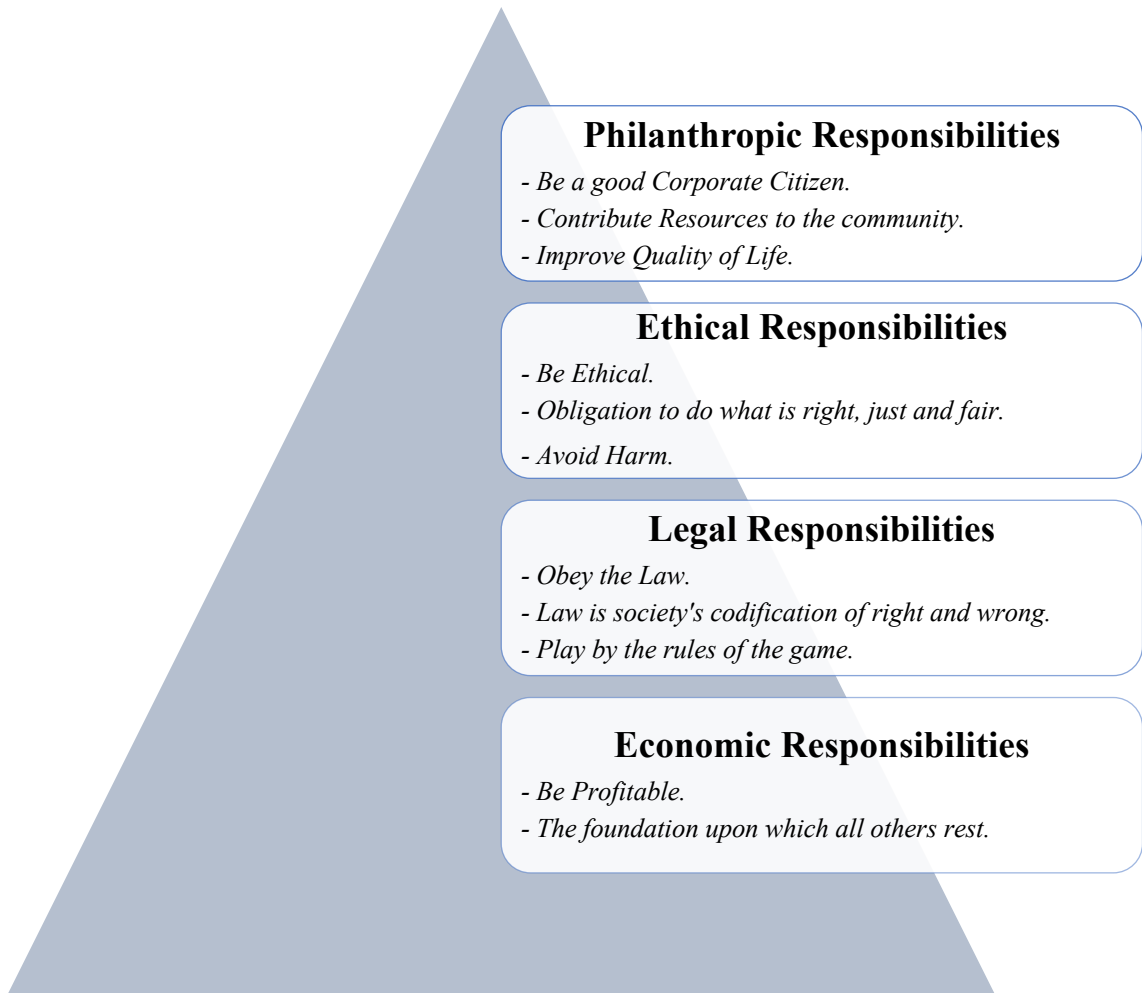 Philanthropic Responsibilities
- Be a good Corporate Citizen.
- Contribute Resources to the community.
- Improve Quality of Life.
Ethical Responsibilities
- Be Ethical.
- Obligation to do what is right, just and fair.
- Avoid Harm.
Legal Responsibilities
- Obey the Law.
- Law is society's codification of right and wrong.
- Play by the rules of the game.
Economic Responsibilities
- Be Profitable.
- The foundation upon which all others rest.